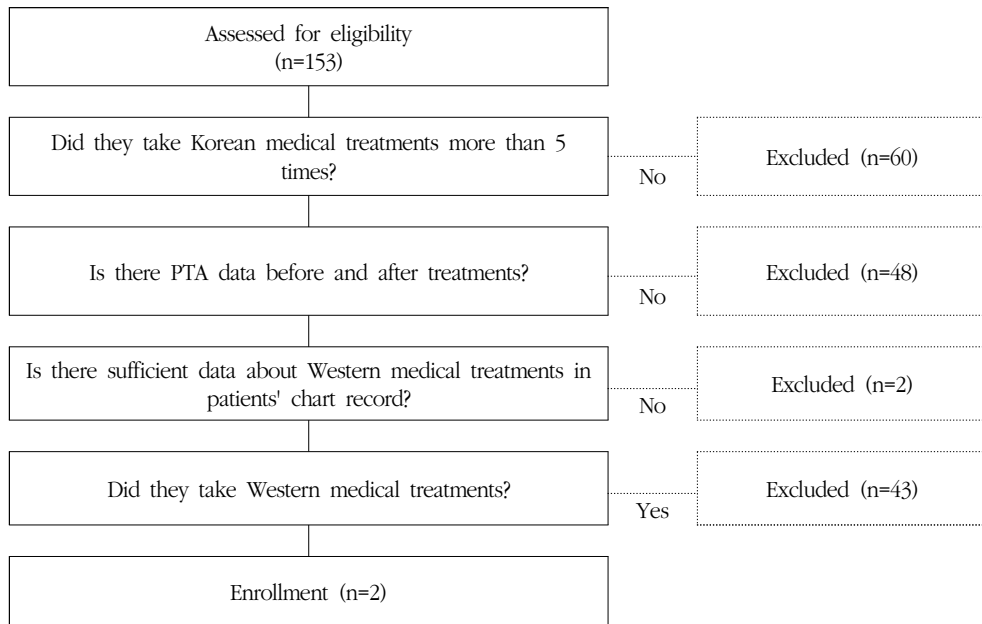 Assessed for eligibility
(n=153)
Did they take Korean medical treatments more than 5
times?
No
Excluded (n=60)
Is there PTA data before and after treatments?
No
Excluded (n=48)
Is there sufficient data about Western medical treatments in
patients' chart record?
No
Excluded (n=2)
Did they take Western medical treatments?
Yes
Excluded (n=43)
Enrollment (n=2)